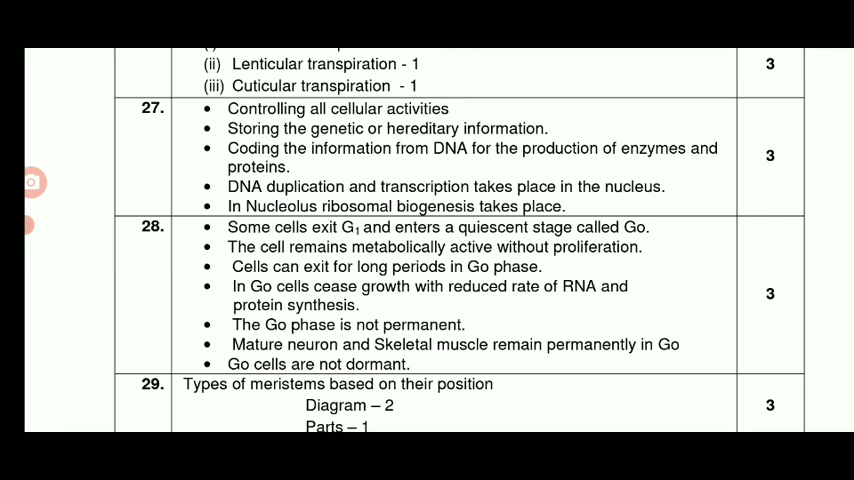 (ii) Lenticular transpiration - 1
3
(iii) Cuticular transpiration - 1
27.
• Controlling all cellular activities
• Storing the genetic or hereditary information.
• Coding the information from DNA for the production of enzymes and
proteins.
3
• DNA duplication and transcription takes place in the nucleus.
• In Nucleolus ribosomal biogenesis takes place.
28.
• Some cells exit G₁ and enters a quiescent stage called Go.
• The cell remains metabolically active without proliferation.
• Cells can exit for long periods in Go phase.
• In Go cells cease growth with reduced rate of RNA and
protein synthesis.
3
• The Go phase is not permanent.
• Mature neuron and Skeletal muscle remain permanently in Go
• Go cells are not dormant.
29. Types of meristems based on their position
Diagram – 2
3
Parts – 1